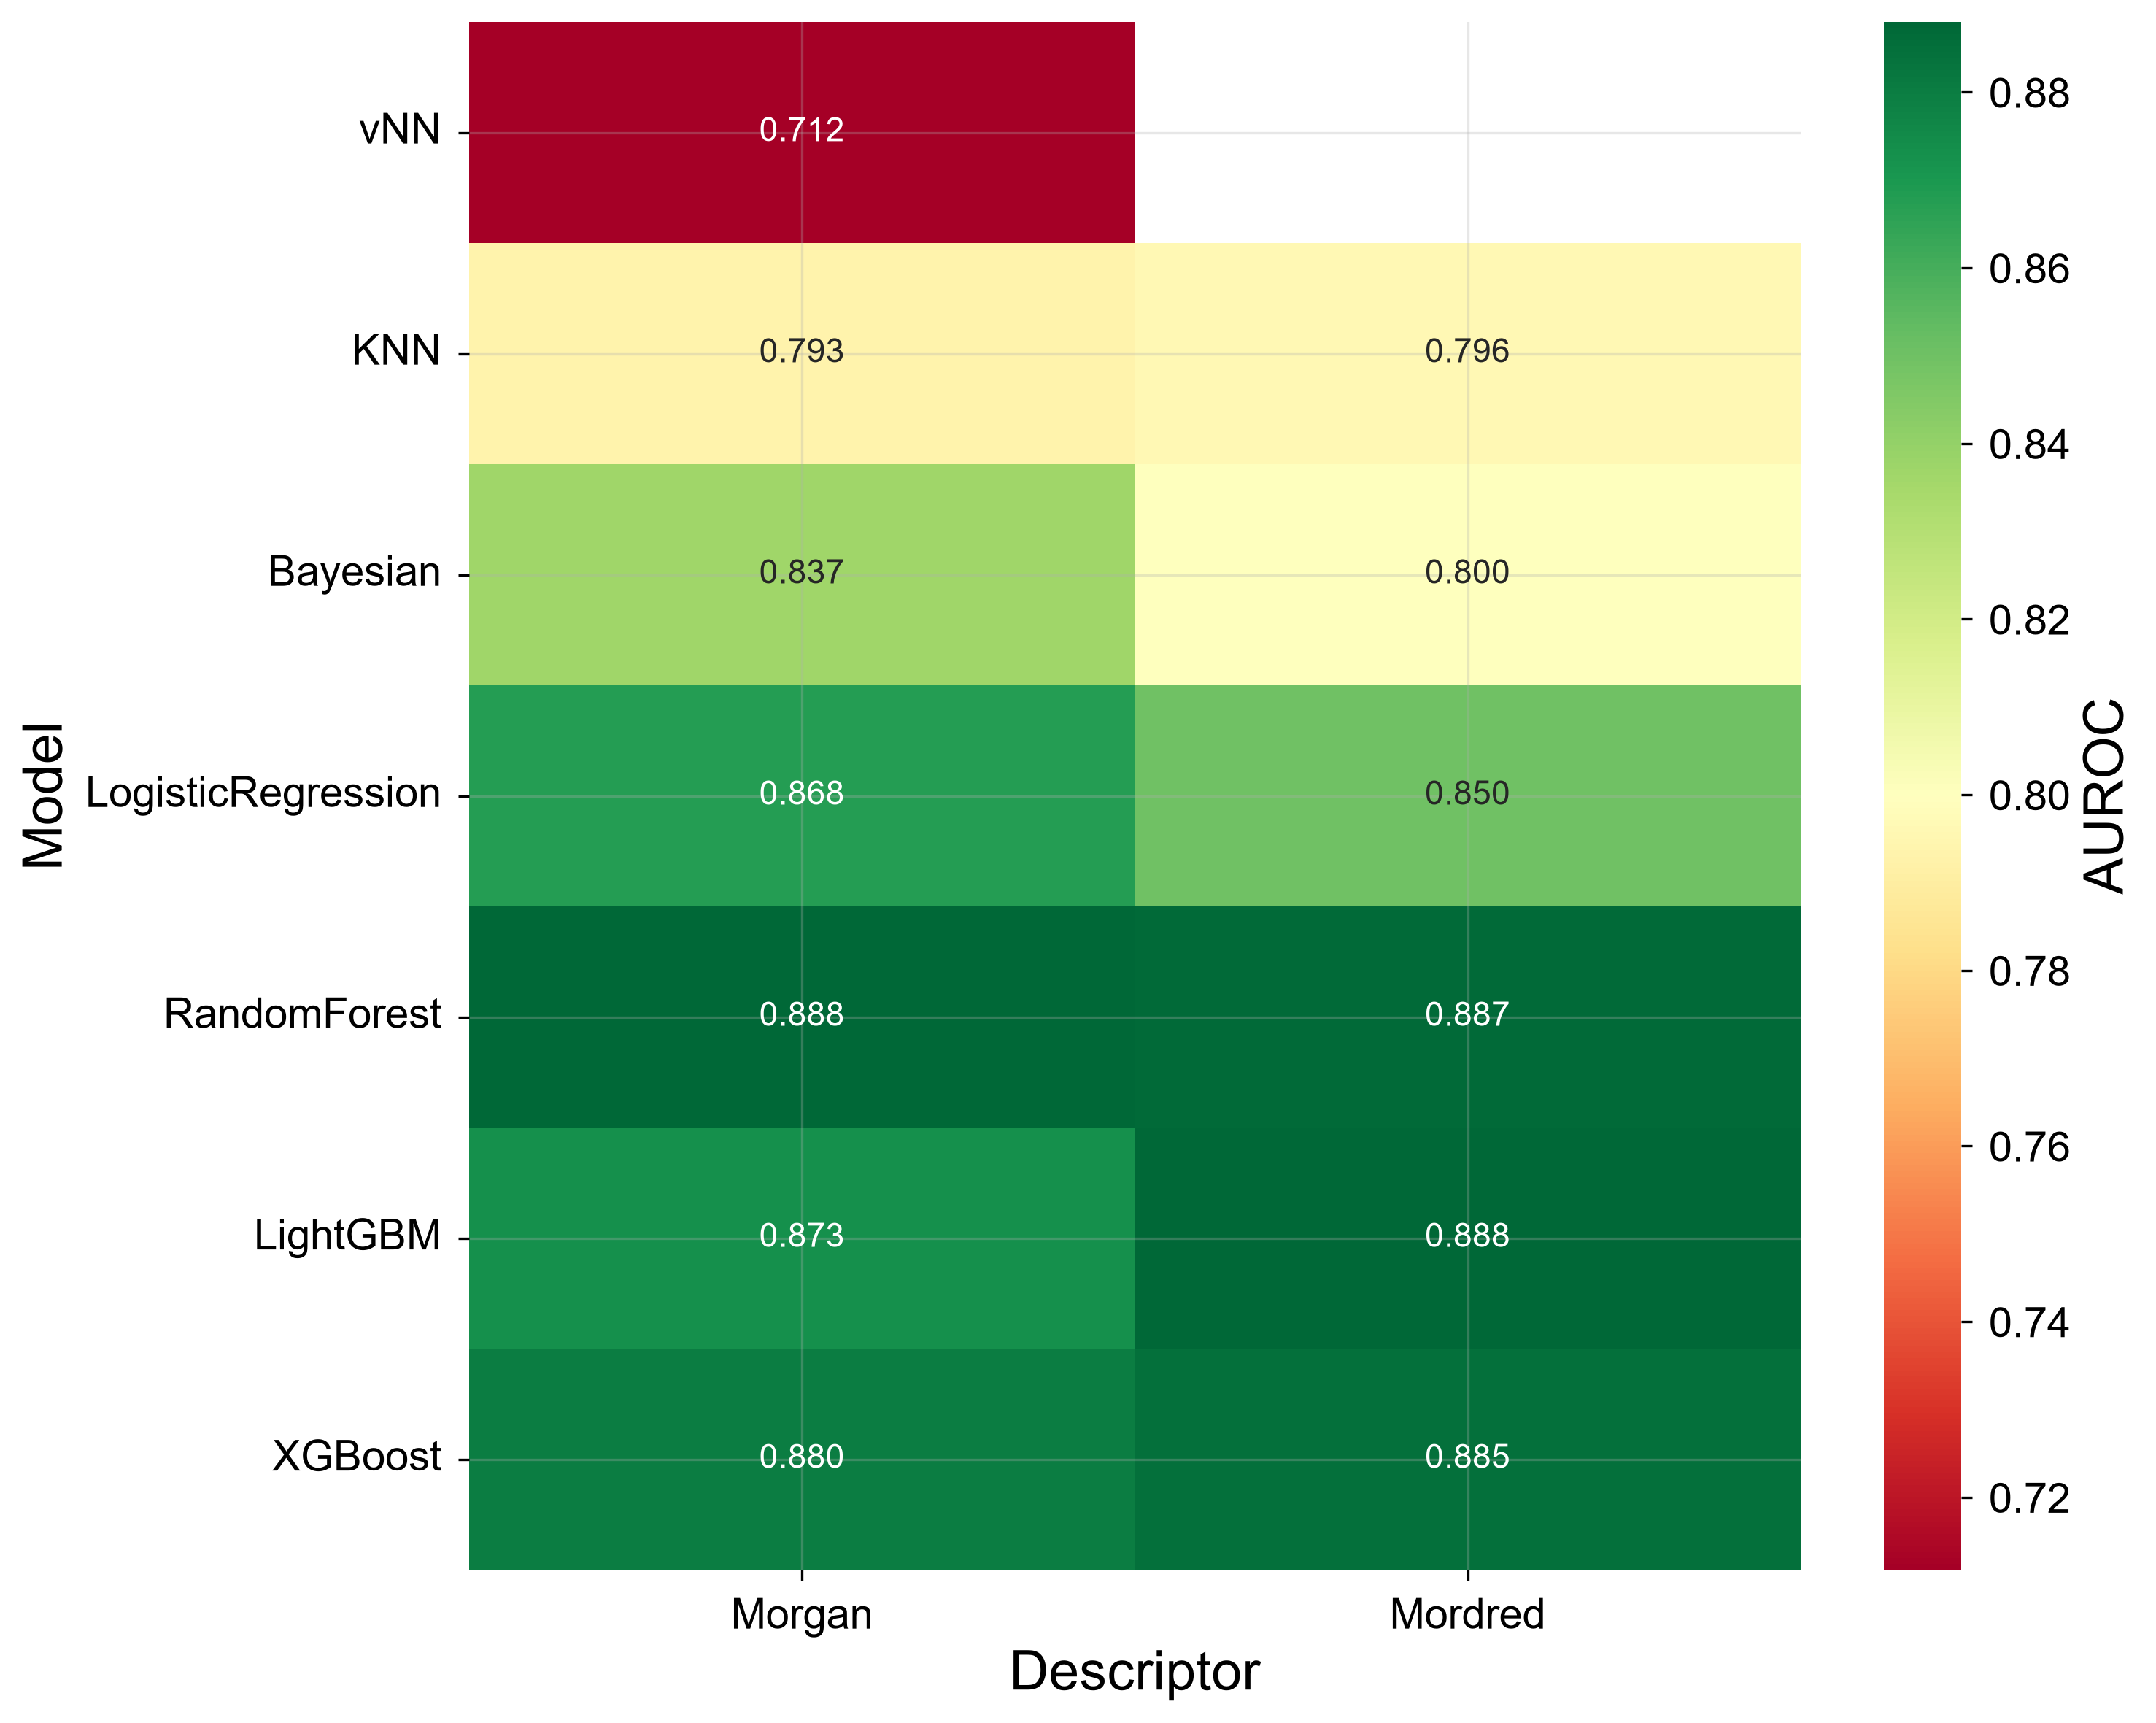 vNN 0.712
KNN 0.793 0.796
Bayesian 0.837 0.800
LogisticRegression 0.868 0.850
RandomForest 0.888 0.887
LightGBM 0.873 0.888
XGBoost 0.880 0.885
Morgan Mordred
Descriptor
Model
0.88
0.86
0.84
0.82
0.80
0.78
0.76
0.74
0.72
AUROC